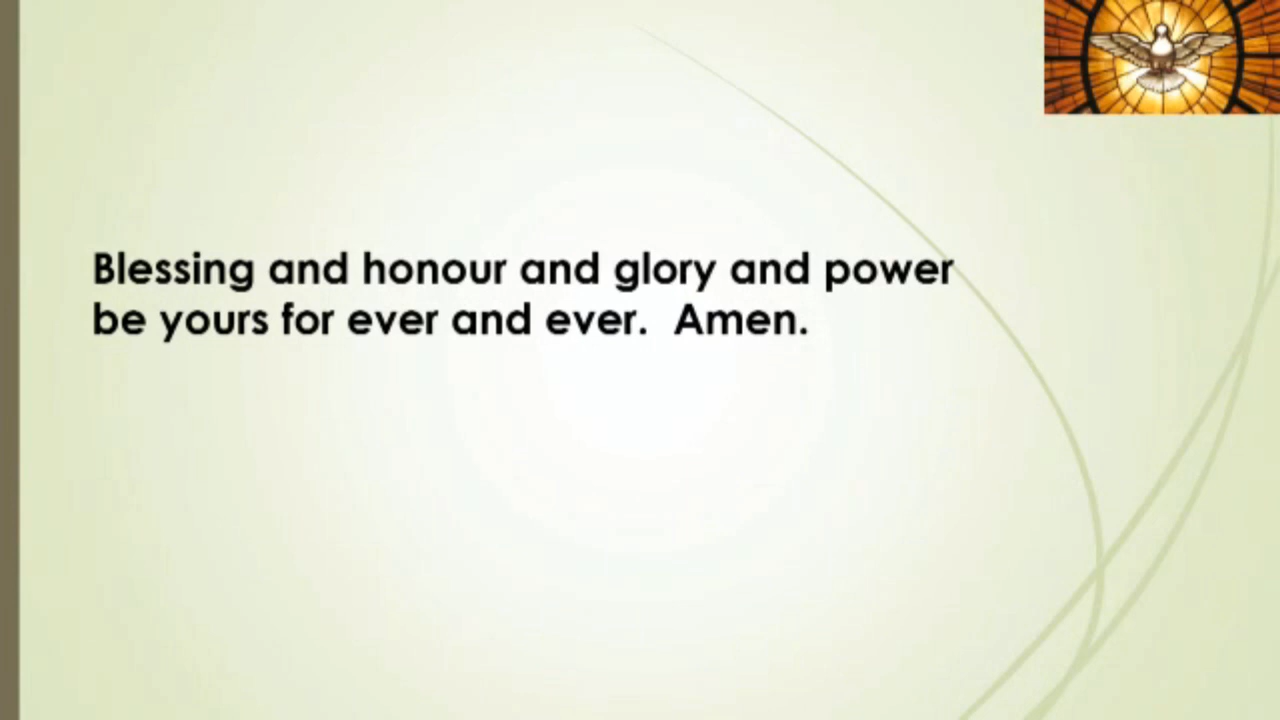 Blessing and honour and glory and power
be yours for ever and ever.  Amen.